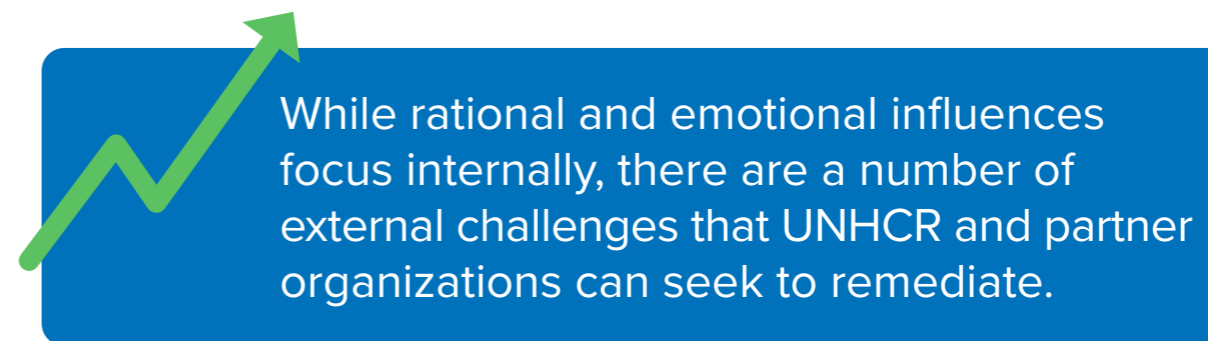 While rational and emotional influences
focus internally, there are a number of
external challenges that UNHCR and partner
organizations can seek to remediate.